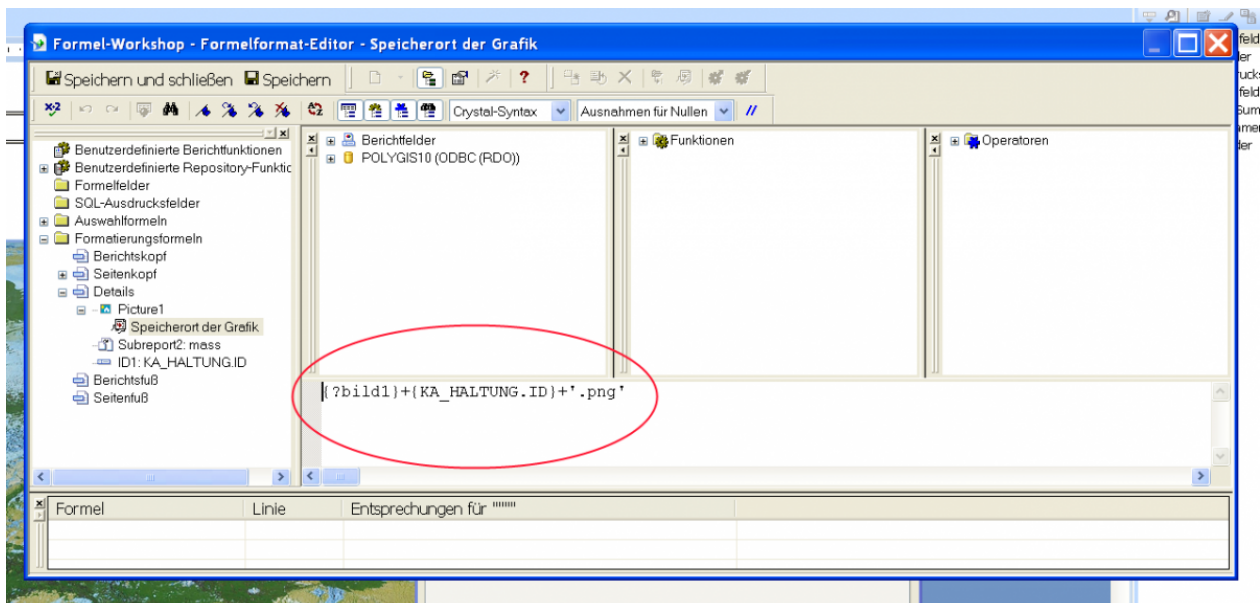 Formel-Workshop - Formelformat-Editor - Speicherort der Grafik
Speichern und schließen Speichern
Crystal-Syntax Ausnahmen für Nullen //
Benutzerdefinierte Berichtfunktionen
Benutzerdefinierte Repository-Funktic
Formelfelder
SQL-Ausdrucksfelder
Auswahlformeln
Formatierungsformeln
Berichtskopf
Seitenkopf
Details
Picture1
Speicherort der Grafik
Subreport2: mass
ID1: KA_HALTUNG.ID
Berichtsfuß
Seitenfuß
Berichtfelder
POLYGIS10 (ODBC (RDO))
Funktionen
Operatoren
{?bild1}+{KA_HALTUNG.ID}+'.png'
Formel Linie Entsprechungen für """"